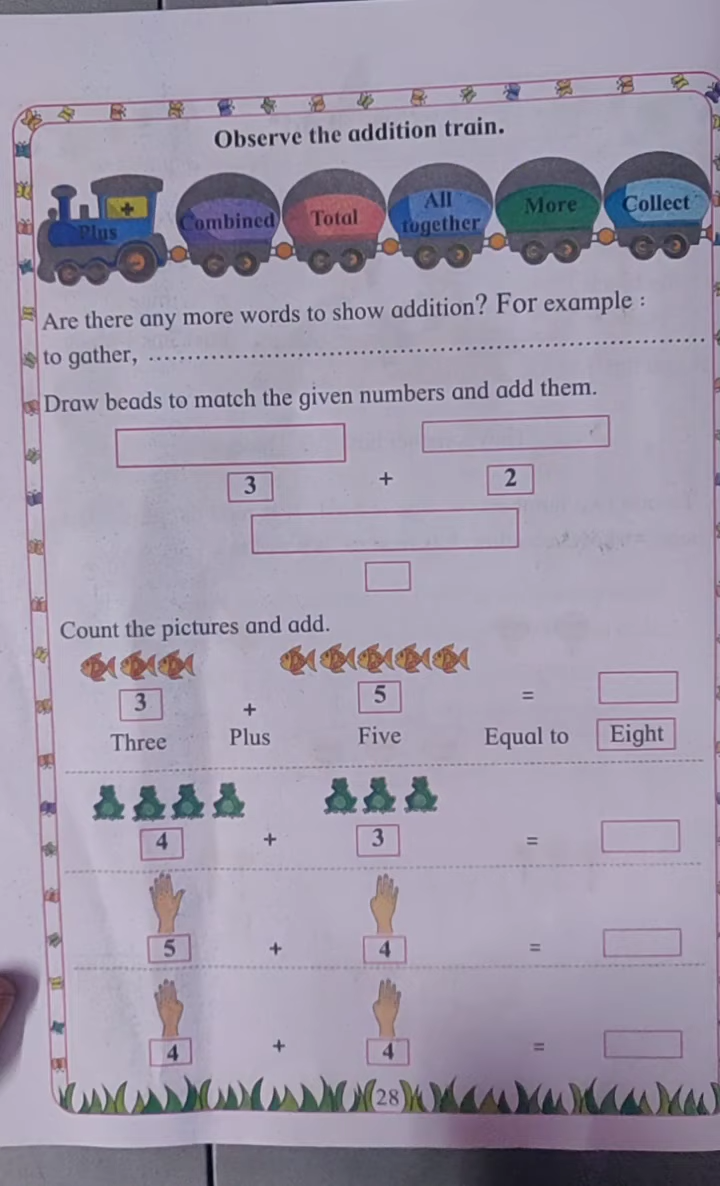 Observe the addition train.
+
Plus
Combined
Total
All
together
More
Collect
Are there any more words to show addition? For example :
to gather, ........................................................................
Draw beads to match the given numbers and add them.
3 + 2
Count the pictures and add.
3 + 5 =
Three Plus Five Equal to Eight
4 + 3 =
5 + 4 =
4 + 4 =
28